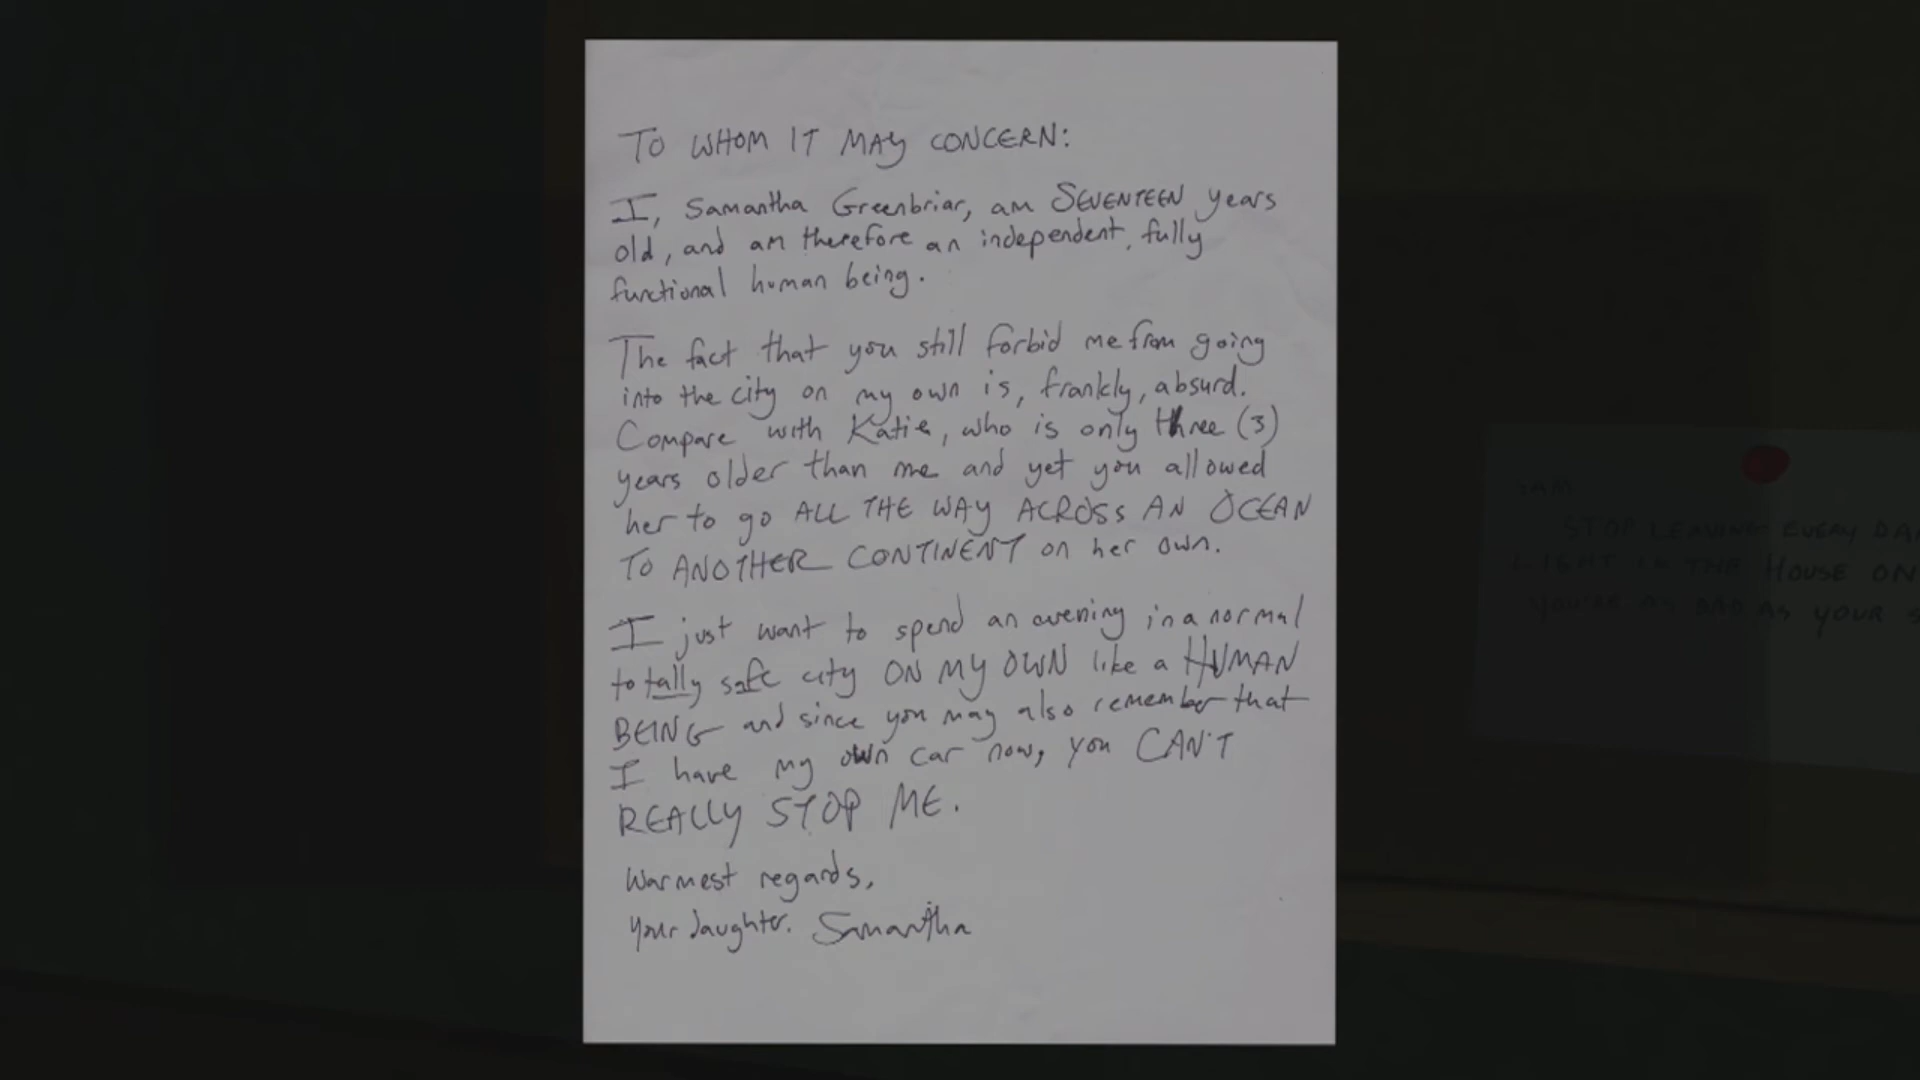 TO WHOM IT MAY CONCERN:
I, Samantha Greenbriar, am SEVENTEEN years
old, and am therefore an independent, fully
functional human being.
The fact that you still forbid me from going
into the city on my own is, frankly, absurd.
Compare with Katie, who is only three (3)
years older than me and yet you allowed
her to go ALL THE WAY ACROSS AN OCEAN
TO ANOTHER CONTINENT on her own.
I just want to spend an evening in a normal
totally safe city ON MY OWN like a HUMAN
BEING and since you may also remember that
I have my own car now, you CAN'T
REALLY STOP ME.
Warmest regards,
Your daughter. Samantha
SAM
STOP LEAVING EVERY DA
LIGHT IN THE HOUSE ON
YOU'RE AS BAD AS YOUR S